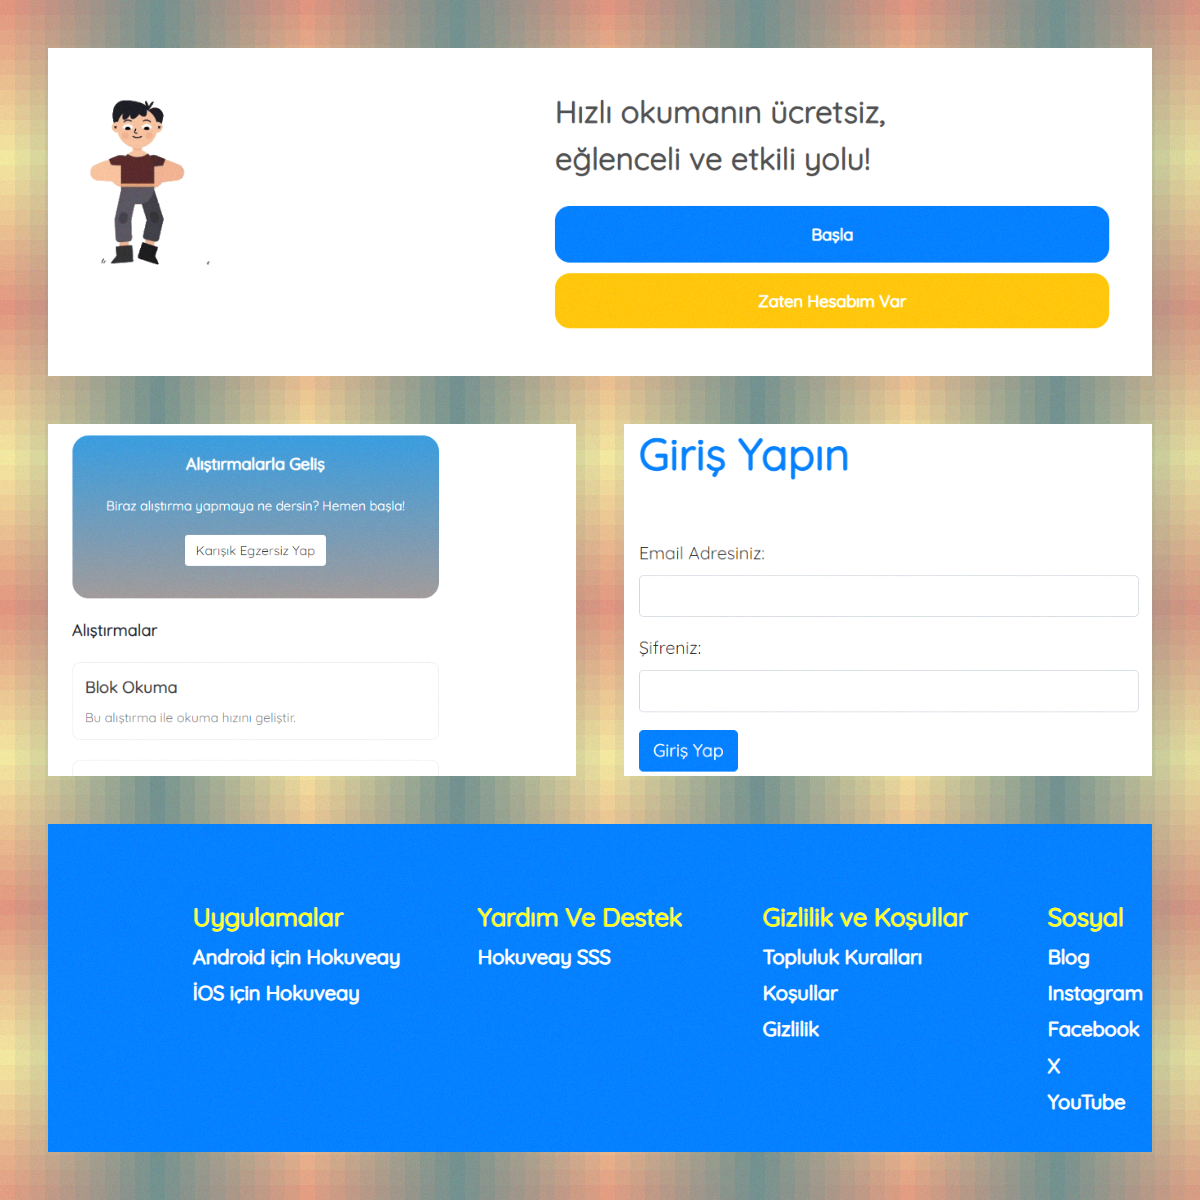 Hızlı okumanın ücretsiz,
eğlenceli ve etkili yolu!
Başla
Zaten Hesabım Var
Alıştırmalarla Geliş
Biraz alıştırma yapmaya ne dersin? Hemen başla!
Karışık Egzersiz Yap
Alıştırmalar
Blok Okuma
Bu alıştırma ile okuma hızını geliştir.
Giriş Yapın
Email Adresiniz:
Şifreniz:
Giriş Yap
Uygulamalar
Android için Hokuveay
İOS için Hokuveay
Yardım Ve Destek
Hokuveay SSS
Gizlilik ve Koşullar
Topluluk Kuralları
Koşullar
Gizlilik
Sosyal
Blog
Instagram
Facebook
X
YouTube